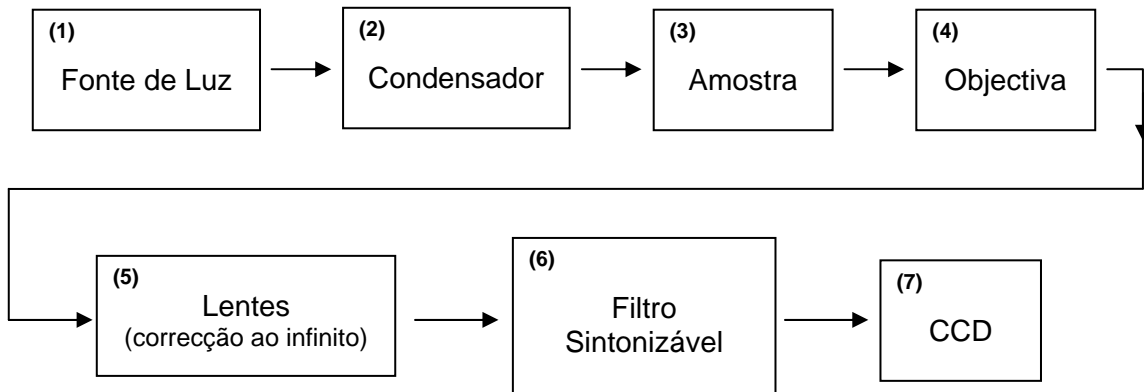 (1)
Fonte de Luz
(2)
Condensador
(3)
Amostra
(4)
Objectiva
(5)
Lentes
(correcção ao infinito)
(6)
Filtro
Sintonizável
(7)
CCD